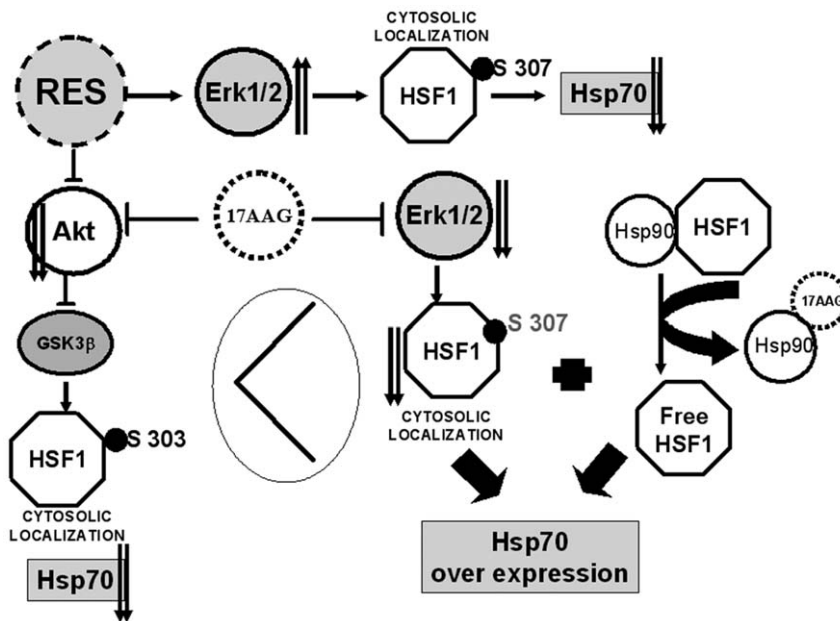 CYTOSOLIC
LOCALIZATION
RES
Erk1/2
HSF1
S 307
Hsp70
Akt
17AAG
Erk1/2
Hsp90
HSF1
17AAG
Hsp90
GSK3β
HSF1
S 307
CYTOSOLIC
LOCALIZATION
Free
HSF1
HSF1
S 303
CYTOSOLIC
LOCALIZATION
Hsp70
Hsp70
over expression